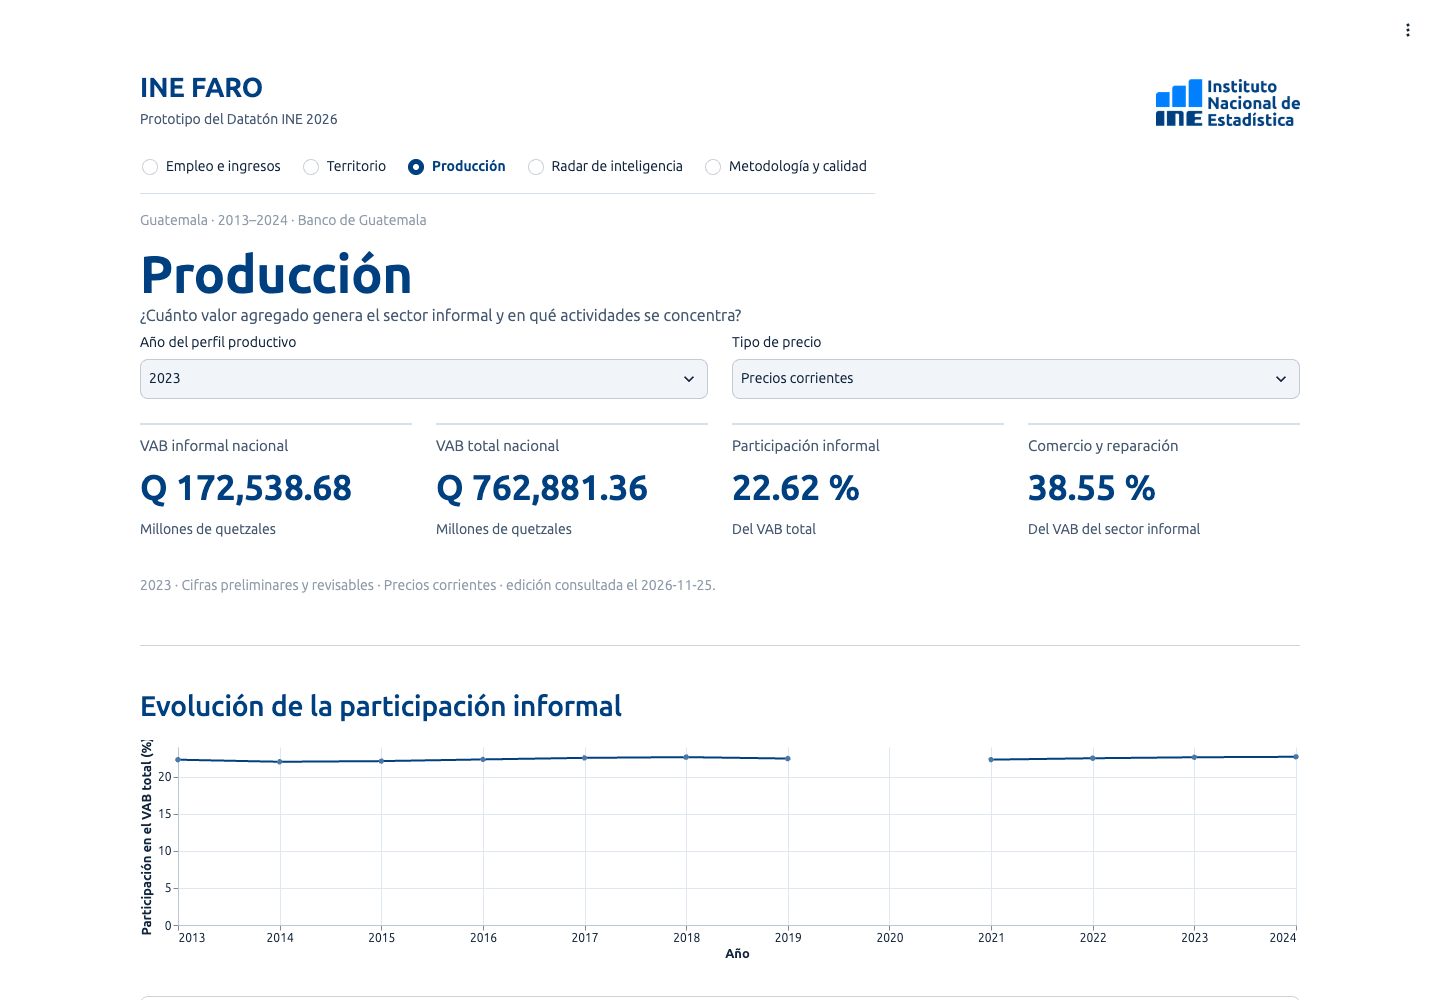 INE FARO
Prototipo del Datatón INE 2026
INE Instituto
Nacional de
Estadística
Empleo e ingresos Territorio Producción Radar de inteligencia Metodología y calidad
Guatemala · 2013–2024 · Banco de Guatemala
Producción
¿Cuánto valor agregado genera el sector informal y en qué actividades se concentra?
Año del perfil productivo Tipo de precio
2023 Precios corrientes
VAB informal nacional VAB total nacional Participación informal Comercio y reparación
Q 172,538.68 Q 762,881.36 22.62 % 38.55 %
Millones de quetzales Millones de quetzales Del VAB total Del VAB del sector informal
2023 · Cifras preliminares y revisables · Precios corrientes · edición consultada el 2026-11-25.
Evolución de la participación informal
Participación en el VAB total (%)
20
15
10
5
0
2013 2014 2015 2016 2017 2018 2019 2020 2021 2022 2023 2024
Año